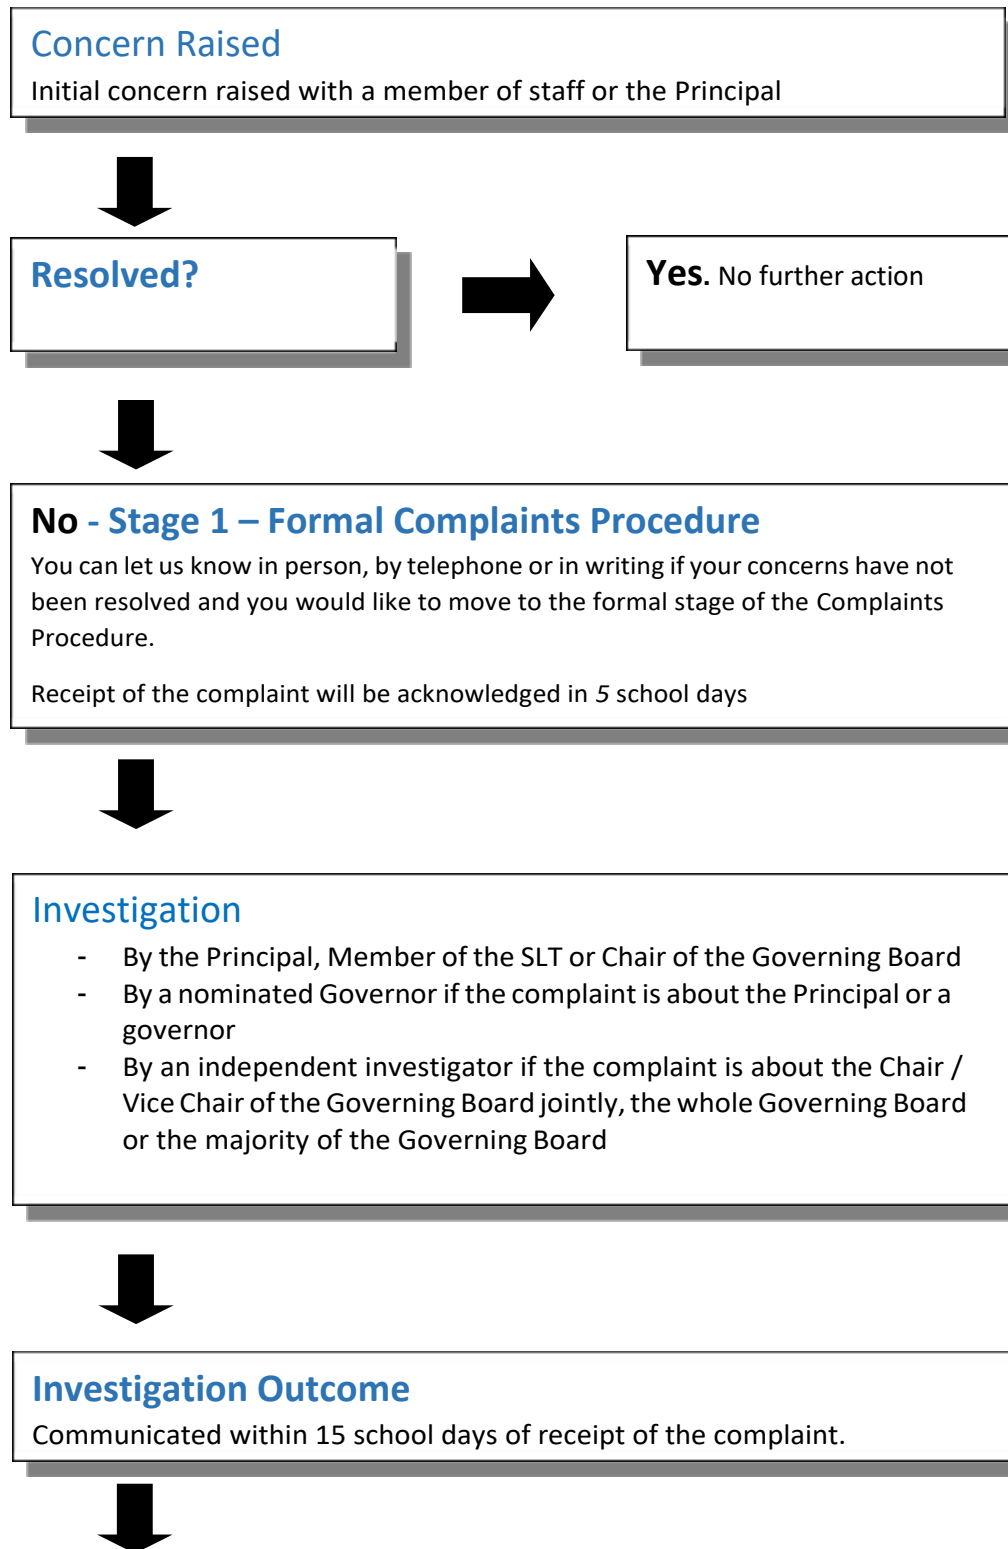 Concern Raised
Initial concern raised with a member of staff or the Principal
Resolved?
Yes. No further action
No - Stage 1 – Formal Complaints Procedure
You can let us know in person, by telephone or in writing if your concerns have not
been resolved and you would like to move to the formal stage of the Complaints
Procedure.
Receipt of the complaint will be acknowledged in 5 school days
Investigation
- By the Principal, Member of the SLT or Chair of the Governing Board
- By a nominated Governor if the complaint is about the Principal or a
governor
- By an independent investigator if the complaint is about the Chair /
Vice Chair of the Governing Board jointly, the whole Governing Board
or the majority of the Governing Board
Investigation Outcome
Communicated within 15 school days of receipt of the complaint.